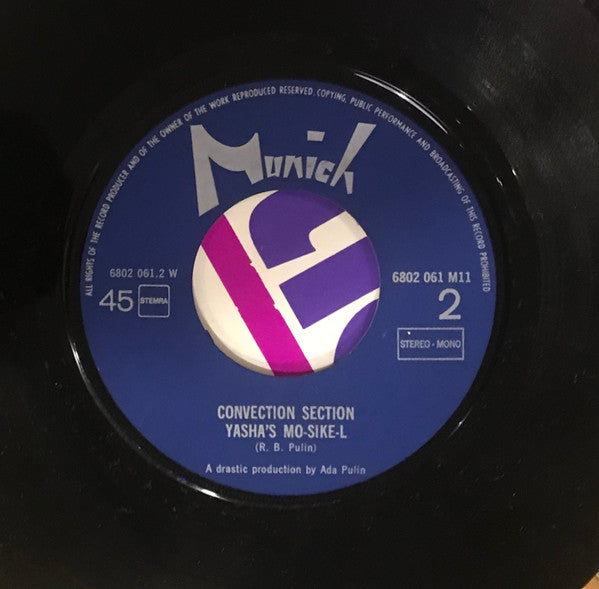 ALL RIGHTS OF THE RECORD PRODUCER AND OF THE OWNER OF THE WORK REPRODUCED RESERVED. COPYING, PUBLIC PERFORMANCE AND BROADCASTING OF THIS RECORD PROHIBITED
Munich
6802 061.2 W
6802 061 M11
45 STEMRA
2
STEREO - MONO
CONVECTION SECTION
YASHA'S MO-SIKE-L
(R. B. Pulin)
A drastic production by Ada Pulin